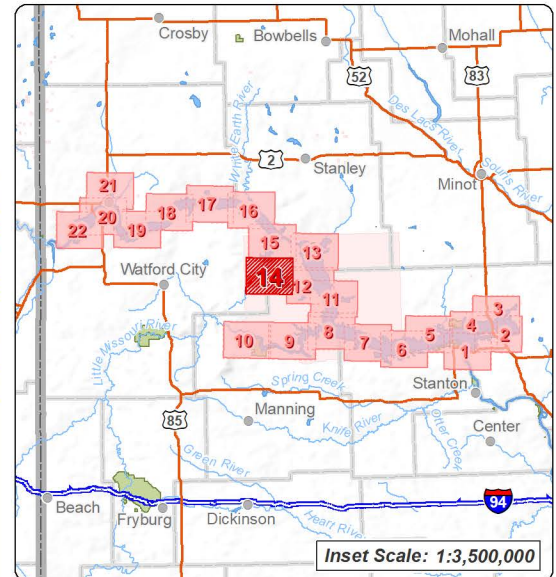 Crosby
Bowbells
Mohall
52
83
White Earth River
Des Lacs River
Souris River
2
Stanley
Minot
21
22
20
19
18
17
16
15
13
14
12
11
Watford City
10
9
8
7
6
5
4
3
2
1
Little Missouri River
Spring Creek
Stanton
85
Manning
Knife River
Otter Creek
Center
Green River
Beach
Fryburg
Dickinson
Heart River
94
Inset Scale: 1:3,500,000